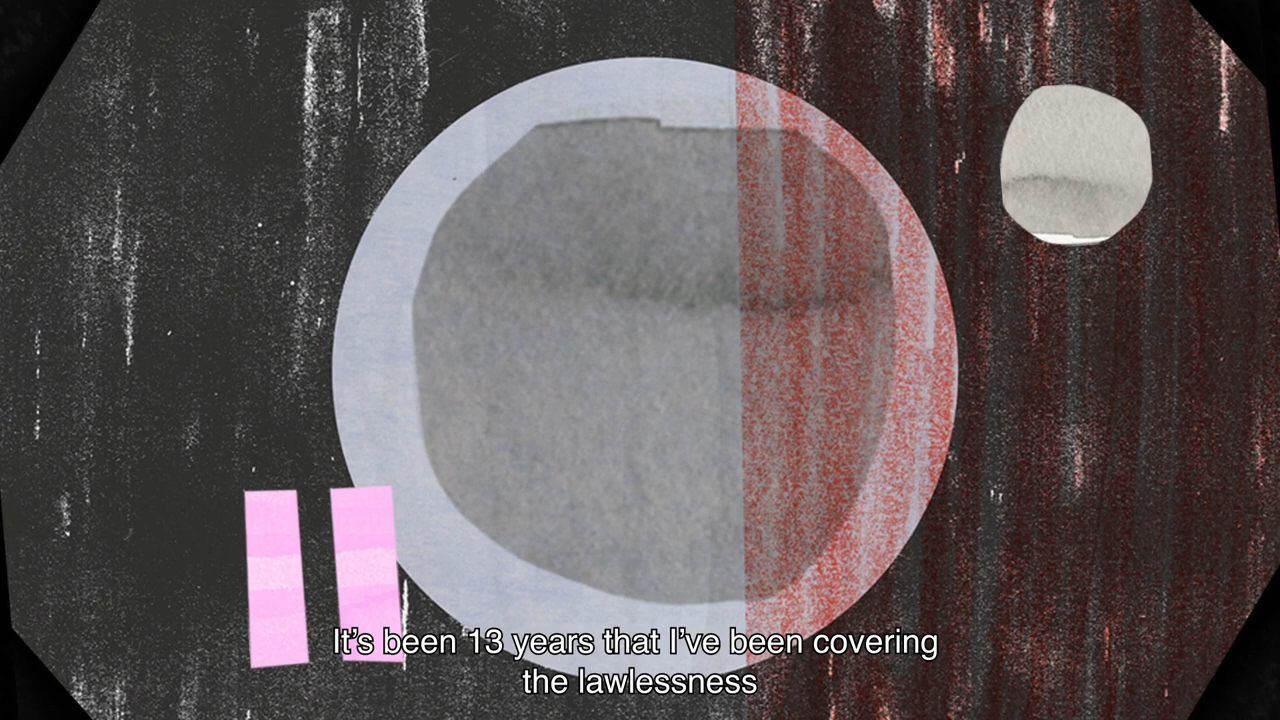 It’s been 13 years that I’ve been covering
the lawlessness